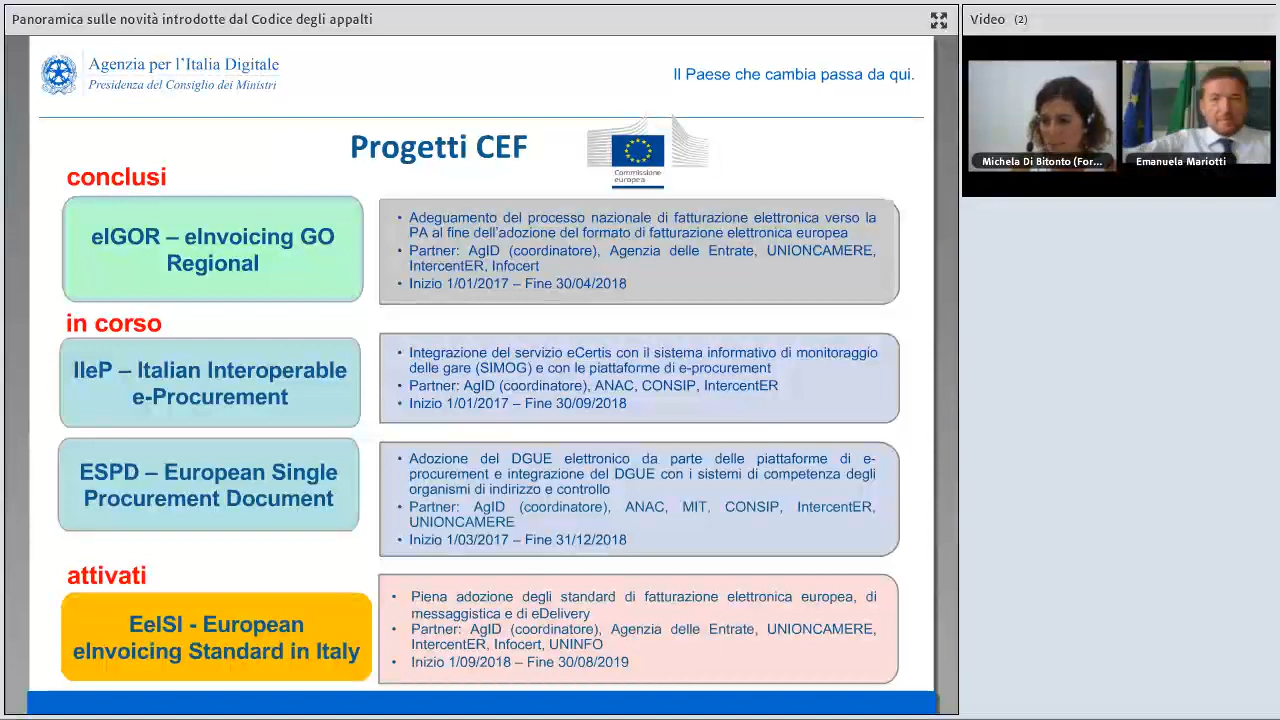 Panoramica sulle novità introdotte dal Codice degli appalti
Video (2)
Agenzia per l'Italia Digitale
Presidenza del Consiglio dei Ministri
Il Paese che cambia passa da qui.
Michela Di Bitonto (For...
Emanuela Mariotti
Progetti CEF
Commissione
europea
conclusi
eIGOR – eInvoicing GO
Regional
• Adeguamento del processo nazionale di fatturazione elettronica verso la
PA al fine dell'adozione del formato di fatturazione elettronica europea
• Partner: AgID (coordinatore), Agenzia delle Entrate, UNIONCAMERE,
IntercentER, Infocert
• Inizio 1/01/2017 – Fine 30/04/2018
in corso
IIeP – Italian Interoperable
e-Procurement
• Integrazione del servizio eCertis con il sistema informativo di monitoraggio
delle gare (SIMOG) e con le piattaforme di e-procurement
• Partner: AgID (coordinatore), ANAC, CONSIP, IntercentER
• Inizio 1/01/2017 – Fine 30/09/2018
ESPD – European Single
Procurement Document
• Adozione del DGUE elettronico da parte delle piattaforme di e-
procurement e integrazione del DGUE con i sistemi di competenza degli
organismi di indirizzo e controllo
• Partner: AgID (coordinatore), ANAC, MIT, CONSIP, IntercentER,
UNIONCAMERE
• Inizio 1/03/2017 – Fine 31/12/2018
attivati
EeISI - European
eInvoicing Standard in Italy
• Piena adozione degli standard di fatturazione elettronica europea, di
messaggistica e di eDelivery
• Partner: AgID (coordinatore), Agenzia delle Entrate, UNIONCAMERE,
IntercentER, Infocert, UNINFO
• Inizio 1/09/2018 – Fine 30/08/2019